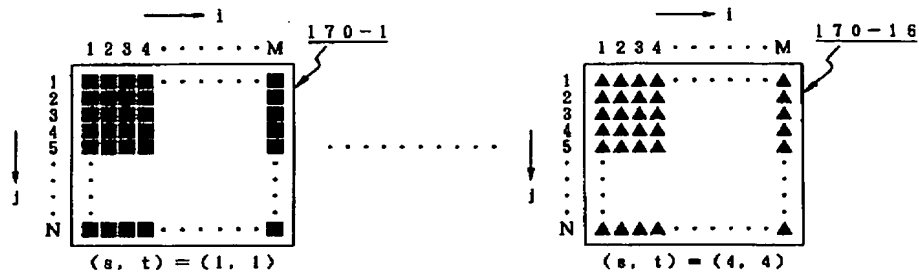 i
170-1
1 2 3 4 · · · · · · M
1
2
3
4
5
j
N
(s, t) = (1, 1)
i
170-16
1 2 3 4 · · · · · · M
1
2
3
4
5
j
N
(s, t) = (4, 4)